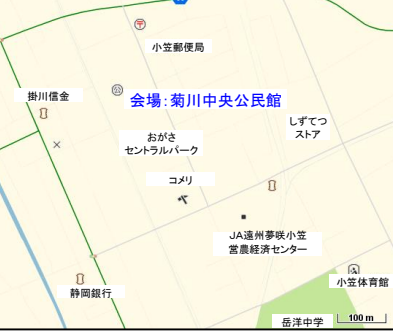 小笠郵便局
会場：菊川中央公民館
掛川信金
しずてつ
ストア
おがさ
セントラルパーク
コメリ
JA遠州夢咲小笠
営農経済センター
小笠体育館
静岡銀行
岳洋中学
100 m